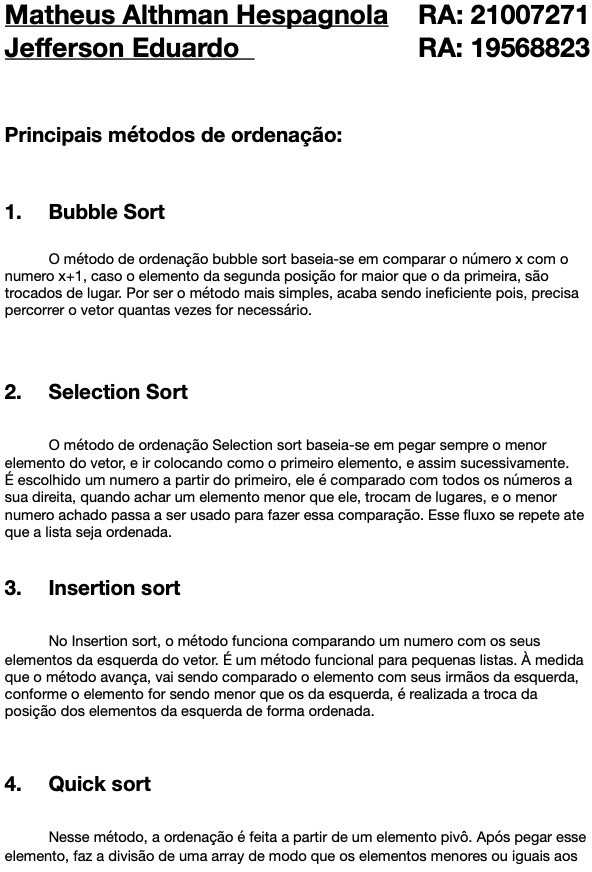 Matheus Althman Hespagnola RA: 21007271
Jefferson Eduardo RA: 19568823
Principais métodos de ordenação:
1. Bubble Sort
O método de ordenação bubble sort baseia-se em comparar o número x com o
numero x+1, caso o elemento da segunda posição for maior que o da primeira, são
trocados de lugar. Por ser o método mais simples, acaba sendo ineficiente pois, precisa
percorrer o vetor quantas vezes for necessário.
2. Selection Sort
O método de ordenação Selection sort baseia-se em pegar sempre o menor
elemento do vetor, e ir colocando como o primeiro elemento, e assim sucessivamente.
É escolhido um numero a partir do primeiro, ele é comparado com todos os números a
sua direita, quando achar um elemento menor que ele, trocam de lugares, e o menor
numero achado passa a ser usado para fazer essa comparação. Esse fluxo se repete ate
que a lista seja ordenada.
3. Insertion sort
No Insertion sort, o método funciona comparando um numero com os seus
elementos da esquerda do vetor. É um método funcional para pequenas listas. À medida
que o método avança, vai sendo comparado o elemento com seus irmãos da esquerda,
conforme o elemento for sendo menor que os da esquerda, é realizada a troca da
posição dos elementos da esquerda de forma ordenada.
4. Quick sort
Nesse método, a ordenação é feita a partir de um elemento pivô. Após pegar esse
elemento, faz a divisão de uma array de modo que os elementos menores ou iguais aos